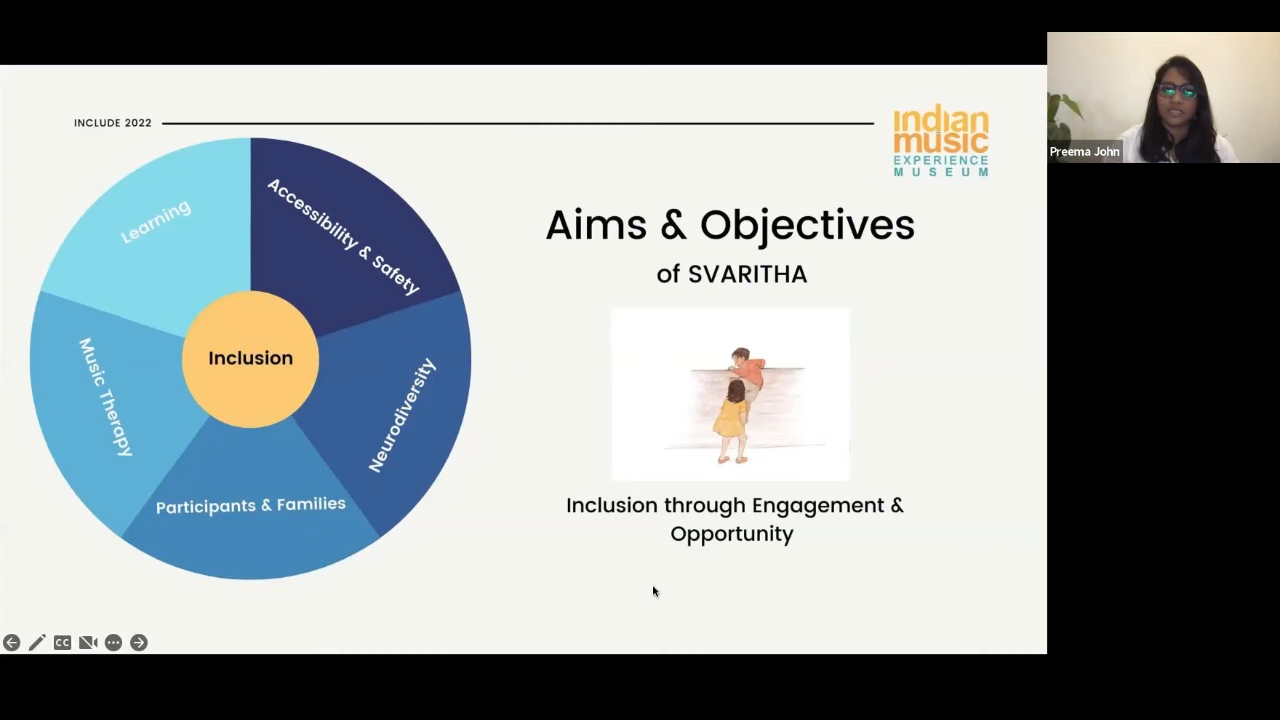 INCLUDE 2022
indian
music
EXPERIENCE
MUSEUM
Preema John
Aims & Objectives
of SVARITHA
Learning
Accessibility & Safety
Inclusion
Music Therapy
Neurodiversity
Participants & Families
Inclusion through Engagement &
Opportunity
CC